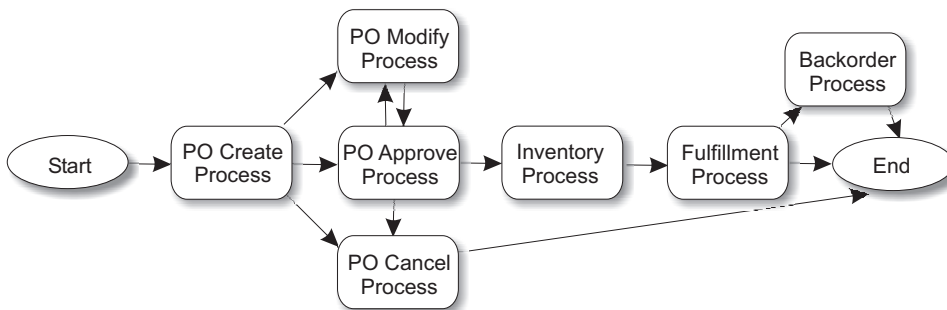 PO Modify
Process
Backorder
Process
Start
PO Create
Process
PO Approve
Process
Inventory
Process
Fulfillment
Process
End
PO Cancel
Process